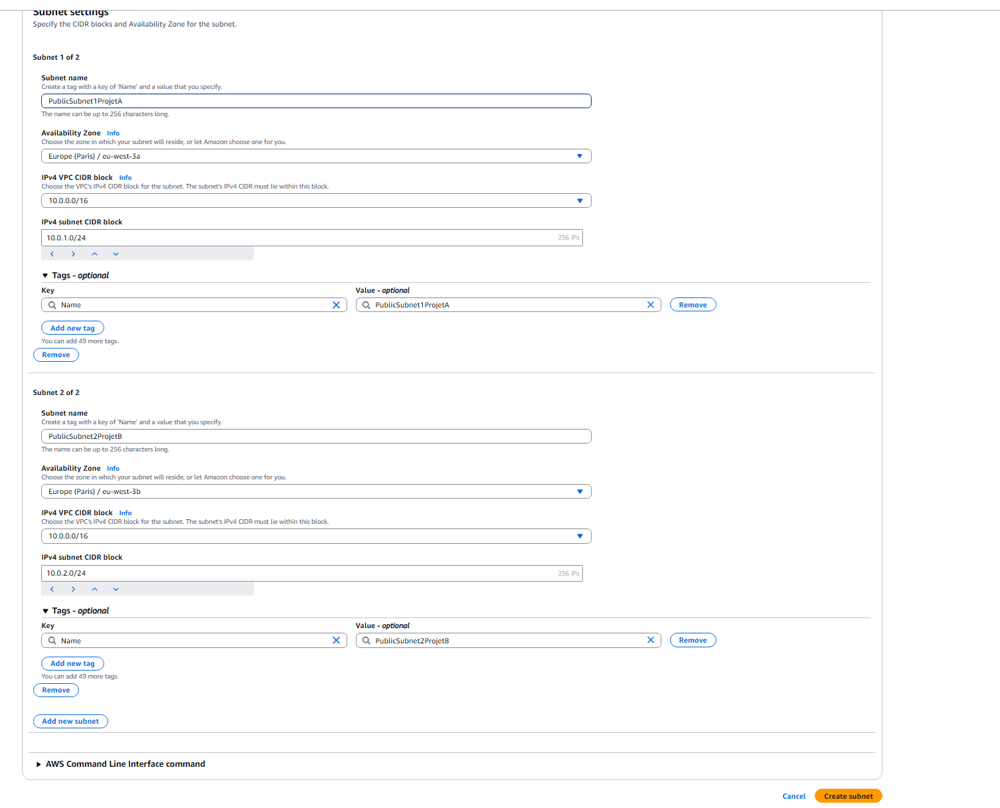 Subnet settings
Specify the CIDR blocks and Availability Zone for the subnet.
Subnet 1 of 2
Subnet name
Create a tag with a key of 'Name' and a value that you specify.
PublicSubnet1ProjetA
The name can be up to 256 characters long.
Availability Zone Info
Choose the zone in which your subnet will reside, or let Amazon choose one for you.
Europe (Paris) / eu-west-3a
IPv4 VPC CIDR block Info
Choose the VPC's IPv4 CIDR block for the subnet. The subnet's IPv4 CIDR must lie within this block.
10.0.0.0/16
IPv4 subnet CIDR block
10.0.1.0/24 256 IPs
Tags - optional
Key Value - optional
Name PublicSubnet1ProjetA Remove
Add new tag
You can add 49 more tags.
Remove
Subnet 2 of 2
Subnet name
Create a tag with a key of 'Name' and a value that you specify.
PublicSubnet2ProjetB
The name can be up to 256 characters long.
Availability Zone Info
Choose the zone in which your subnet will reside, or let Amazon choose one for you.
Europe (Paris) / eu-west-3b
IPv4 VPC CIDR block Info
Choose the VPC's IPv4 CIDR block for the subnet. The subnet's IPv4 CIDR must lie within this block.
10.0.0.0/16
IPv4 subnet CIDR block
10.0.2.0/24 256 IPs
Tags - optional
Key Value - optional
Name PublicSubnet2ProjetB Remove
Add new tag
You can add 49 more tags.
Remove
Add new subnet
AWS Command Line Interface command
Cancel Create subnet